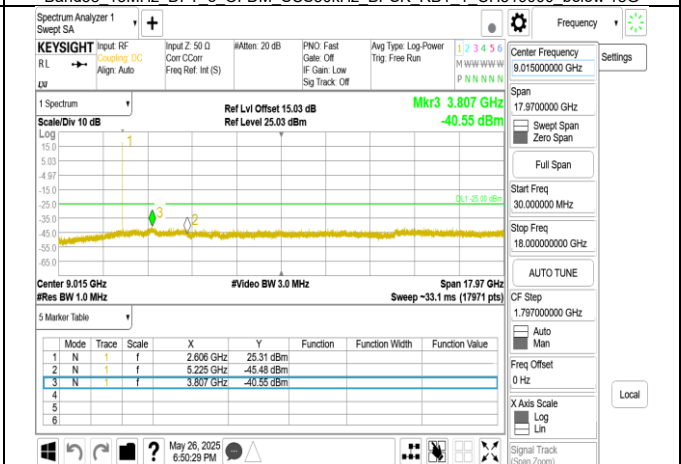 Spectrum Analyzer 1
Swept SA
+
Frequency
KEYSIGHT
RL
LXI
Input: RF
Coupling: DC
Align: Auto
Input Z: 50 Ω
Corr CCorr
Freq Ref: Int (S)
#Atten: 20 dB
PNO: Fast
Gate: Off
IF Gain: Low
Sig Track: Off
Avg Type: Log-Power
Trig: Free Run
1 2 3 4 5 6
M W W W W W
P N N N N N
Center Frequency
9.015000000 GHz
Settings
Span
17.9700000 GHz
Swept Span
Zero Span
Full Span
Start Freq
30.000000 MHz
Stop Freq
18.000000000 GHz
AUTO TUNE
CF Step
1.797000000 GHz
Auto
Man
Freq Offset
0 Hz
X Axis Scale
Log
Lin
Local
Signal Track
(Span Zoom)
1 Spectrum
Scale/Div 10 dB
Ref Lvl Offset 15.03 dB
Ref Level 25.03 dBm
Mkr3 3.807 GHz
-40.55 dBm
Log
15.0
5.03
-4.97
-15.0
-25.0
-35.0
-45.0
-55.0
-65.0
1
3
2
DL1 -25.00 dBm
Center 9.015 GHz
#Res BW 1.0 MHz
#Video BW 3.0 MHz
Span 17.97 GHz
Sweep ~33.1 ms (17971 pts)
5 Marker Table
Mode Trace Scale X Y Function Function Width Function Value
1 N 1 f 2.606 GHz 25.31 dBm
2 N 1 f 5.225 GHz -45.48 dBm
3 N 1 f 3.807 GHz -40.55 dBm
4
5
6
?
May 26, 2025
6:50:29 PM